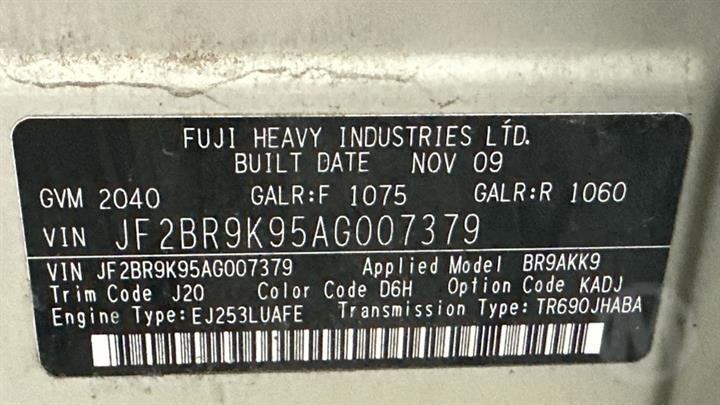 FUJI HEAVY INDUSTRIES LTD.
BUILT DATE NOV 09
GVM 2040 GALR:F 1075 GALR:R 1060
VIN JF2BR9K95AG007379
VIN JF2BR9K95AG007379 Applied Model BR9AKK9
Trim Code J20 Color Code D6H Option Code KADJ
Engine Type:EJ253LUAFE Transmission Type:TR690JHABA